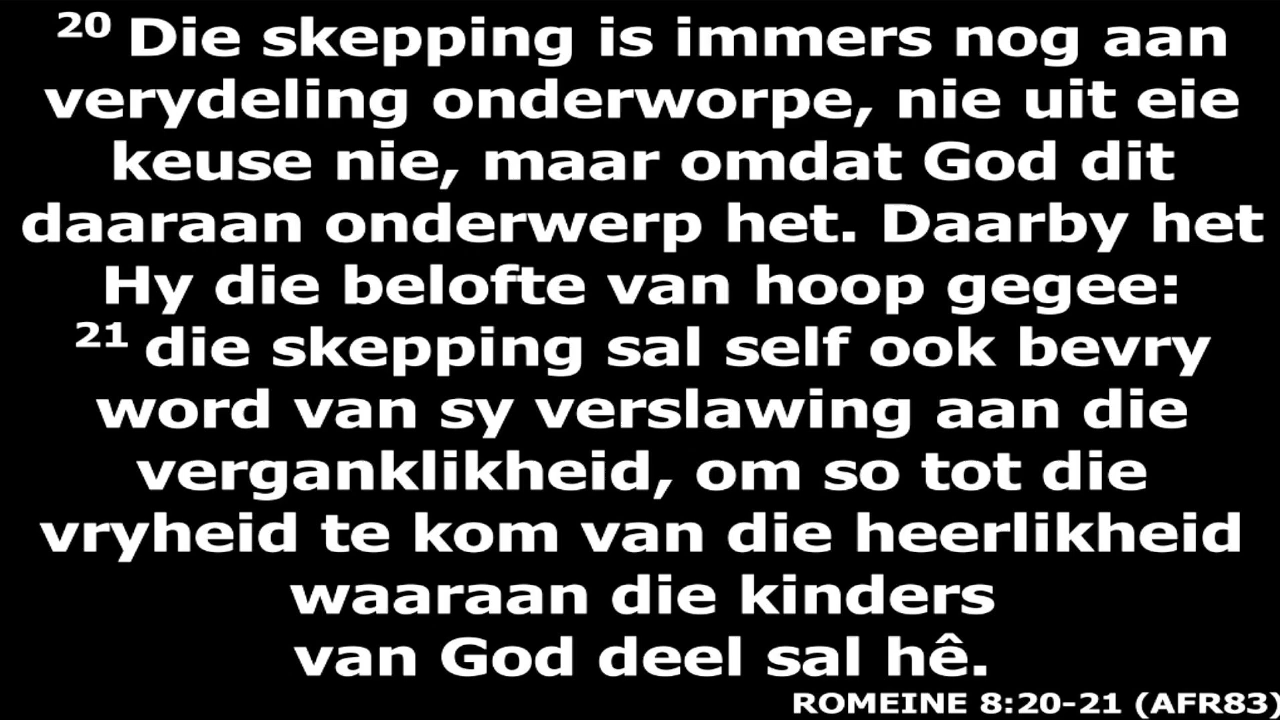 20 Die skepping is immers nog aan
verydeling onderworpe, nie uit eie
keuse nie, maar omdat God dit
daaraan onderwerp het. Daarby het
Hy die belofte van hoop gegee:
21 die skepping sal self ook bevry
word van sy verslawing aan die
verganklikheid, om so tot die
vryheid te kom van die heerlikheid
waaraan die kinders
van God deel sal hê.
ROMEINE 8:20-21 (AFR83)